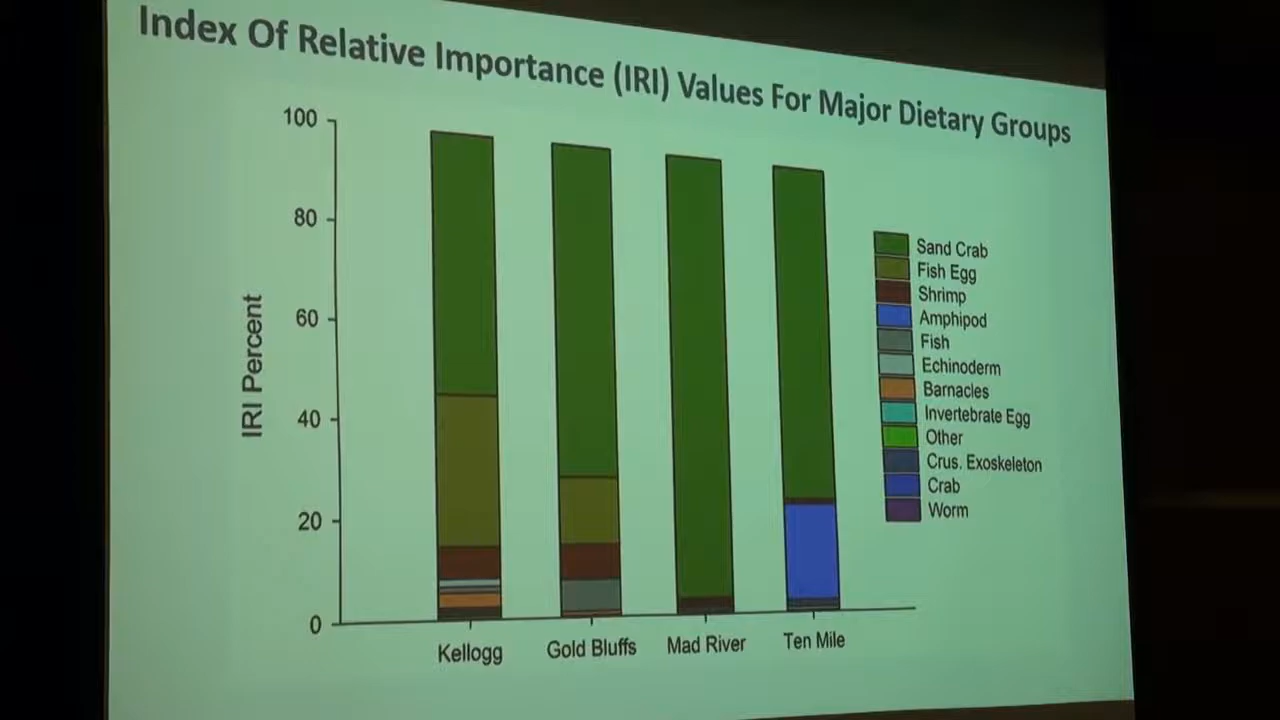 Index Of Relative Importance (IRI) Values For Major Dietary Groups
100
80
60
40
20
0
IRI Percent
Kellogg
Gold Bluffs
Mad River
Ten Mile
Sand Crab
Fish Egg
Shrimp
Amphipod
Fish
Echinoderm
Barnacles
Invertebrate Egg
Other
Crus. Exoskeleton
Crab
Worm